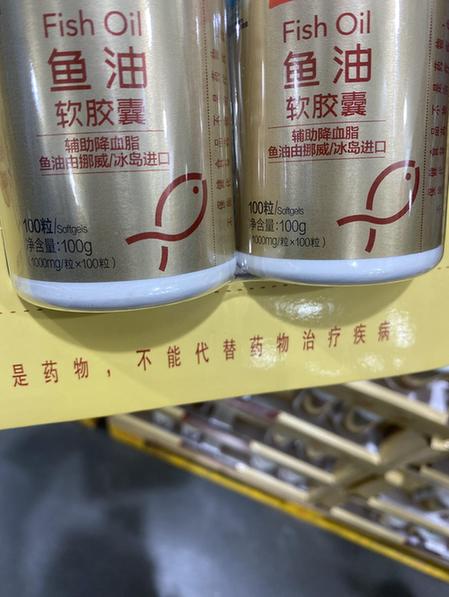 Fish Oil
鱼油
软胶囊
辅助降血脂
鱼油由挪威/冰岛进口
100粒/Softgels
净含量:100g
(1000mg/粒×100粒)
Fish Oil
鱼油
软胶囊
辅助降血脂
鱼油由挪威/冰岛进口
100粒/Softgels
净含量:100g
(1000mg/粒×100粒)
是药物，不能代替药物治疗疾病